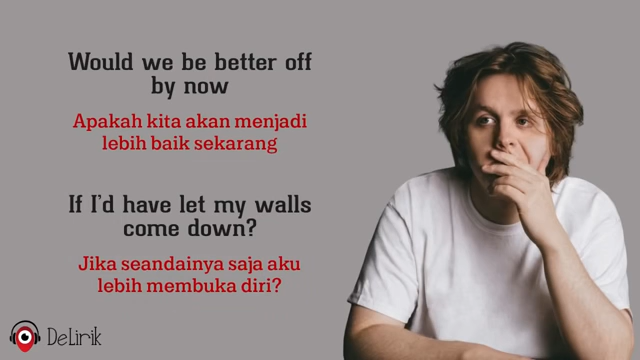 Would we be better off
by now
Apakah kita akan menjadi
lebih baik sekarang
If I'd have let my walls
come down?
Jika seandainya saja aku
lebih membuka diri?
DeLirik